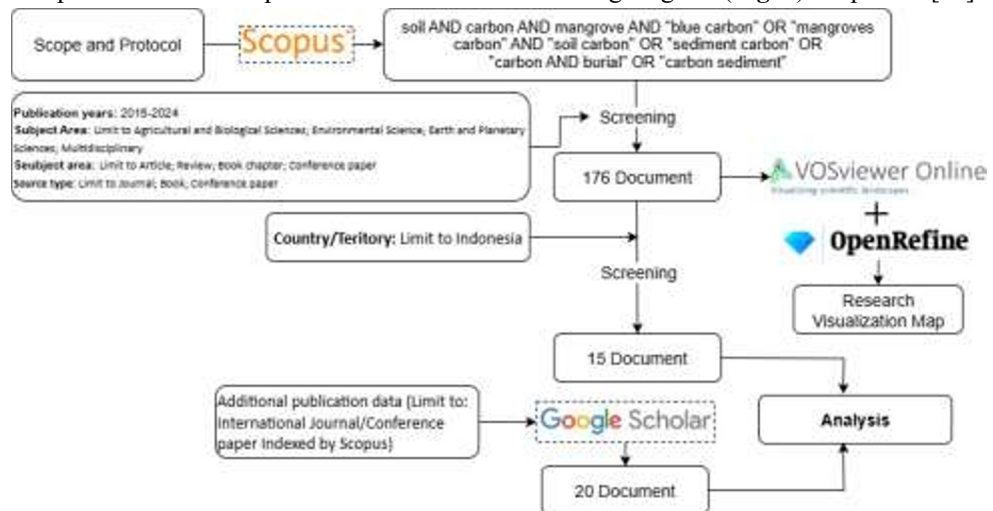 Scope and Protocol
Scopus
soil AND carbon AND mangrove AND "blue carbon" OR "mangroves
carbon" AND "soil carbon" OR "sediment carbon" OR
"carbon AND burial" OR "carbon sediment"
Publication years: 2015-2024
Subject Area: Limit to Agricultural and Biological Sciences; Environmental Science; Earth and Planetary
Sciences; Multidisciplinary
Seubject area: Limit to Article; Review; Book chapter; Conference paper
Source type: Limit to Journal; Book; Conference paper
Screening
176 Document
VOSviewer Online
Visualizing scientific landscapes
+
OpenRefine
Country/Teritory: Limit to Indonesia
Screening
Research
Visualization Map
15 Document
Additional publication data (Limit to:
International Journal/Conference
paper Indexed by Scopus)
Google Scholar
Analysis
20 Document